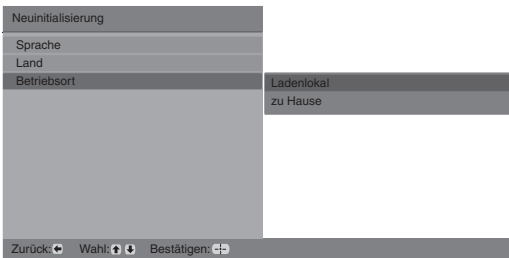 Neuinitialisierung
Sprache
Land
Betriebsort
Ladenlokal
zu Hause
Zurück: Wahl: Bestätigen: